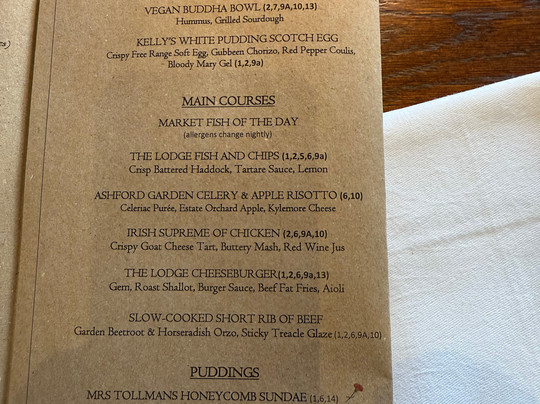 VEGAN BUDDHA BOWL (2,7,9A,10,13)
Hummus, Grilled Sourdough
KELLY'S WHITE PUDDING SCOTCH EGG
Crispy Free Range Soft Egg, Gubbeen Chorizo, Red Pepper Coulis,
Bloody Mary Gel (1,2,9a)
MAIN COURSES
MARKET FISH OF THE DAY
(allergens change nightly)
THE LODGE FISH AND CHIPS (1,2,5,6,9a)
Crisp Battered Haddock, Tartare Sauce, Lemon
ASHFORD GARDEN CELERY & APPLE RISOTTO (6,10)
Celeriac Purée, Estate Orchard Apple, Kylemore Cheese
IRISH SUPREME OF CHICKEN (2,6,9A,10)
Crispy Goat Cheese Tart, Buttery Mash, Red Wine Jus
THE LODGE CHEESEBURGER(1,2,6,9a,13)
Gem, Roast Shallot, Burger Sauce, Beef Fat Fries, Aioli
SLOW-COOKED SHORT RIB OF BEEF
Garden Beetroot & Horseradish Orzo, Sticky Treacle Glaze (1,2,6,9A,10)
PUDDINGS
MRS TOLLMANS HONEYCOMB SUNDAE (1,6,14)